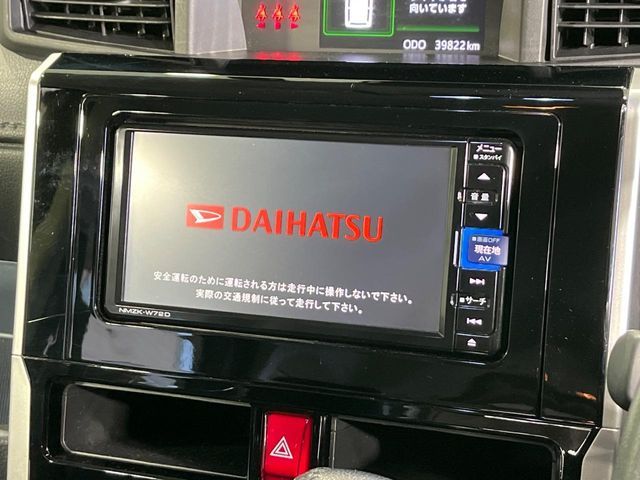 向いています
ODO 39822km
メニュー
スタンバイ
DAIHATSU
音量
画面OFF
現在地
AV
安全運転のために運転される方は走行中に操作しないで下さい。
実際の交通規制に従って走行して下さい。
サーチ
NMZK-W72D